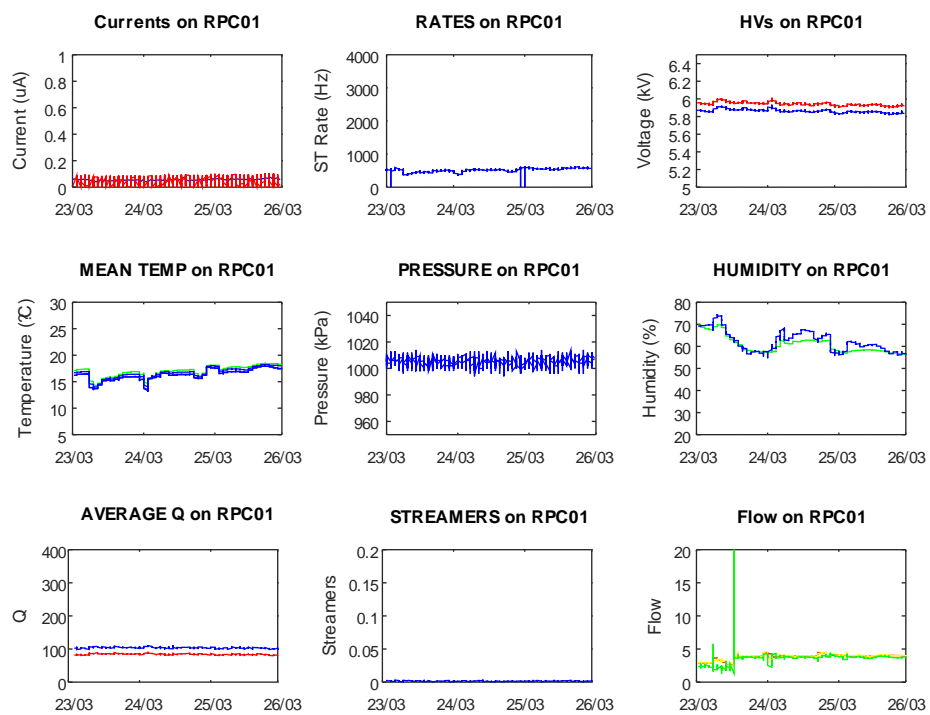 Currents on RPC01
RATES on RPC01
HVs on RPC01
Current (uA)
1
0.8
0.6
0.4
0.2
0
23/03 24/03 25/03 26/03
ST Rate (Hz)
4000
3000
2000
1000
0
23/03 24/03 25/03 26/03
Voltage (kV)
6.4
6.2
6
5.8
5.6
5.4
5.2
5
23/03 24/03 25/03 26/03
MEAN TEMP on RPC01
PRESSURE on RPC01
HUMIDITY on RPC01
Temperature (?C)
30
25
20
15
10
5
23/03 24/03 25/03 26/03
Pressure (kPa)
1040
1020
1000
980
960
23/03 24/03 25/03 26/03
Humidity (%)
80
70
60
50
40
30
20
23/03 24/03 25/03 26/03
AVERAGE Q on RPC01
STREAMERS on RPC01
Flow on RPC01
Q
400
300
200
100
0
23/03 24/03 25/03 26/03
Streamers
0.2
0.15
0.1
0.05
0
23/03 24/03 25/03 26/03
Flow
20
15
10
5
0
23/03 24/03 25/03 26/03